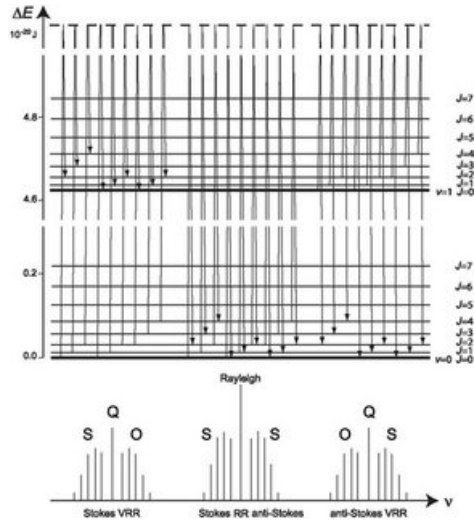 ΔE
10⁻²⁰ J
4.8
J=7
J=6
J=5
J=4
J=3
J=2
J=1
v=1 J=0
4.6
0.2
J=7
J=6
J=5
J=4
J=3
J=2
J=1
v=0 J=0
0.0
Rayleigh
S Q O S S O Q S
Stokes VRR Stokes RR anti-Stokes anti-Stokes VRR
ν